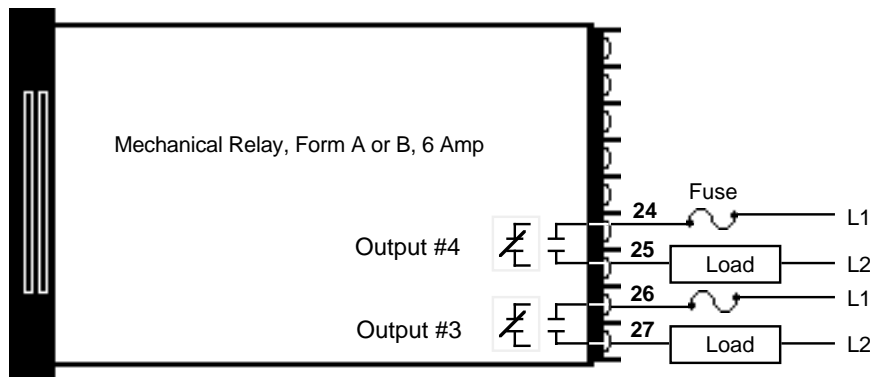 Mechanical Relay, Form A or B, 6 Amp
Fuse
24
L1
Output #4
25
Load
L2
26
L1
Output #3
27
Load
L2